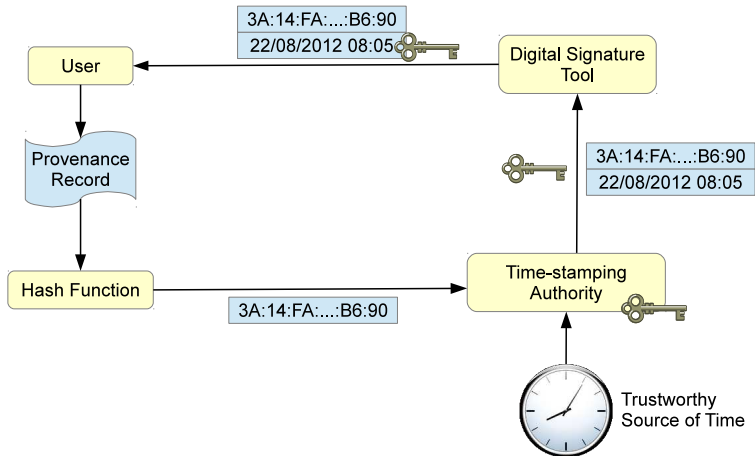 3A:14:FA:...:B6:90
22/08/2012 08:05
User
Digital Signature
Tool
Provenance
Record
3A:14:FA:...:B6:90
22/08/2012 08:05
Hash Function
Time-stamping
Authority
3A:14:FA:...:B6:90
Trustworthy
Source of Time